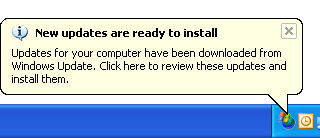 New updates are ready to install
Updates for your computer have been downloaded from
Windows Update. Click here to review these updates and
install them.